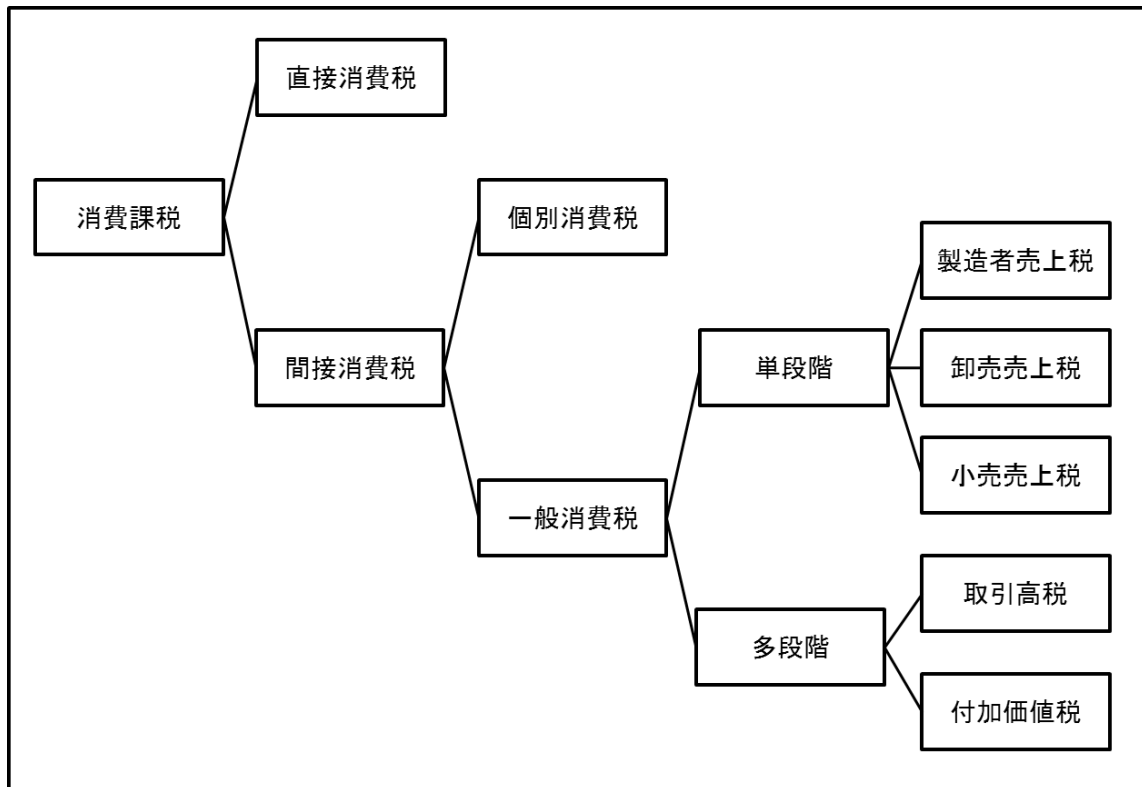 直接消費税
消費課税
個別消費税
間接消費税
一般消費税
単段階
多段階
製造者売上税
卸売売上税
小売売上税
取引高税
付加価値税